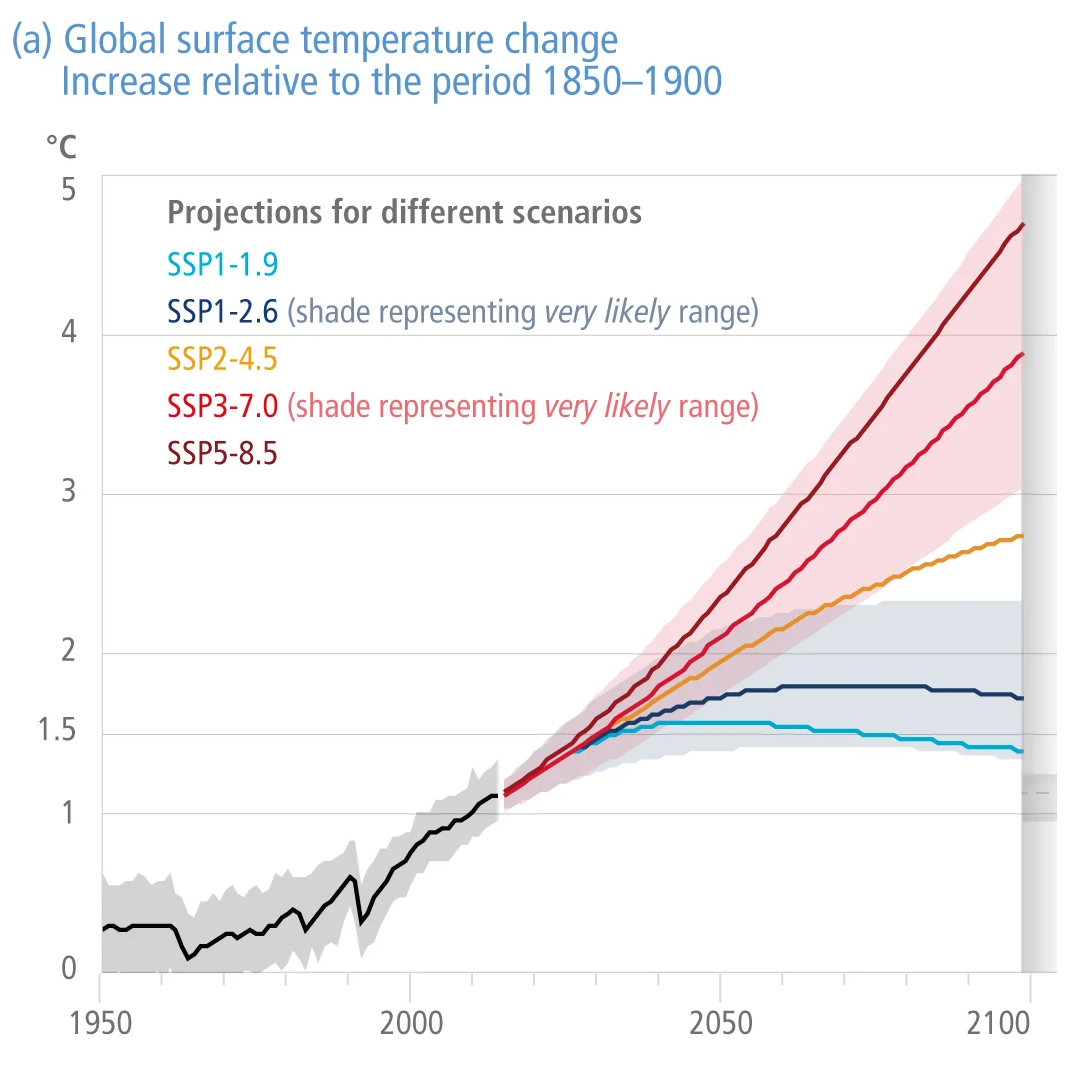 (a) Global surface temperature change
Increase relative to the period 1850–1900
°C
5
Projections for different scenarios
SSP1-1.9
SSP1-2.6 (shade representing very likely range)
4
SSP2-4.5
SSP3-7.0 (shade representing very likely range)
SSP5-8.5
3
2
1.5
1
0
1950 2000 2050 2100